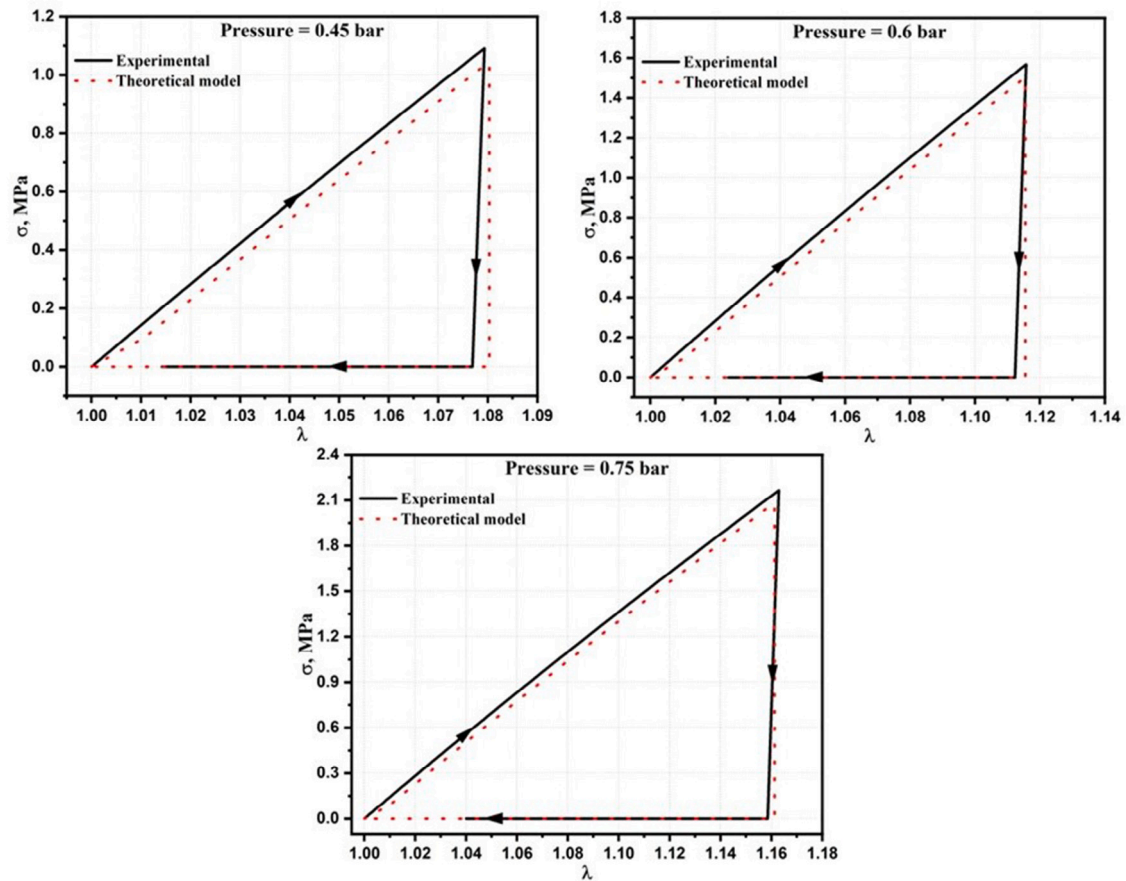 Pressure = 0.45 bar
Experimental
Theoretical model
σ, MPa
1.2
1.0
0.8
0.6
0.4
0.2
0.0
1.00 1.01 1.02 1.03 1.04 1.05 1.06 1.07 1.08 1.09
λ
Pressure = 0.6 bar
Experimental
Theoretical model
σ, MPa
1.8
1.6
1.4
1.2
1.0
0.8
0.6
0.4
0.2
0.0
1.00 1.02 1.04 1.06 1.08 1.10 1.12 1.14
λ
Pressure = 0.75 bar
Experimental
Theoretical model
σ, MPa
2.4
2.1
1.8
1.5
1.2
0.9
0.6
0.3
0.0
1.00 1.02 1.04 1.06 1.08 1.10 1.12 1.14 1.16 1.18
λ